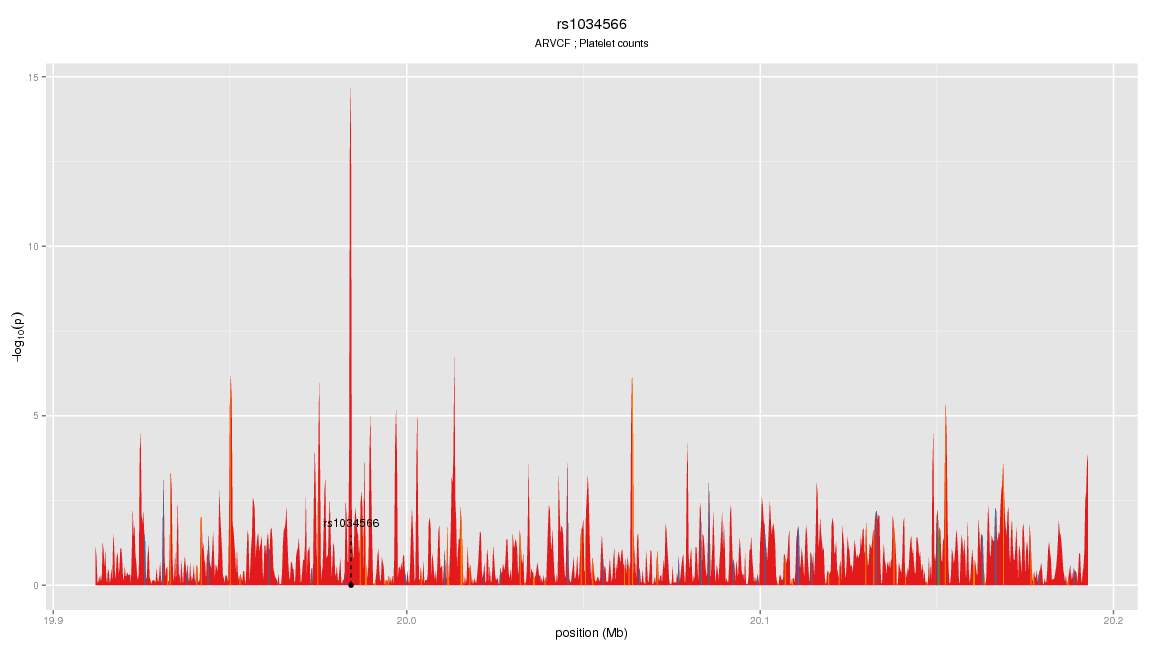 rs1034566
ARVCF ; Platelet counts
15
10
5
0
−log10(p)
rs1034566
19.9
20.0
20.1
20.2
position (Mb)